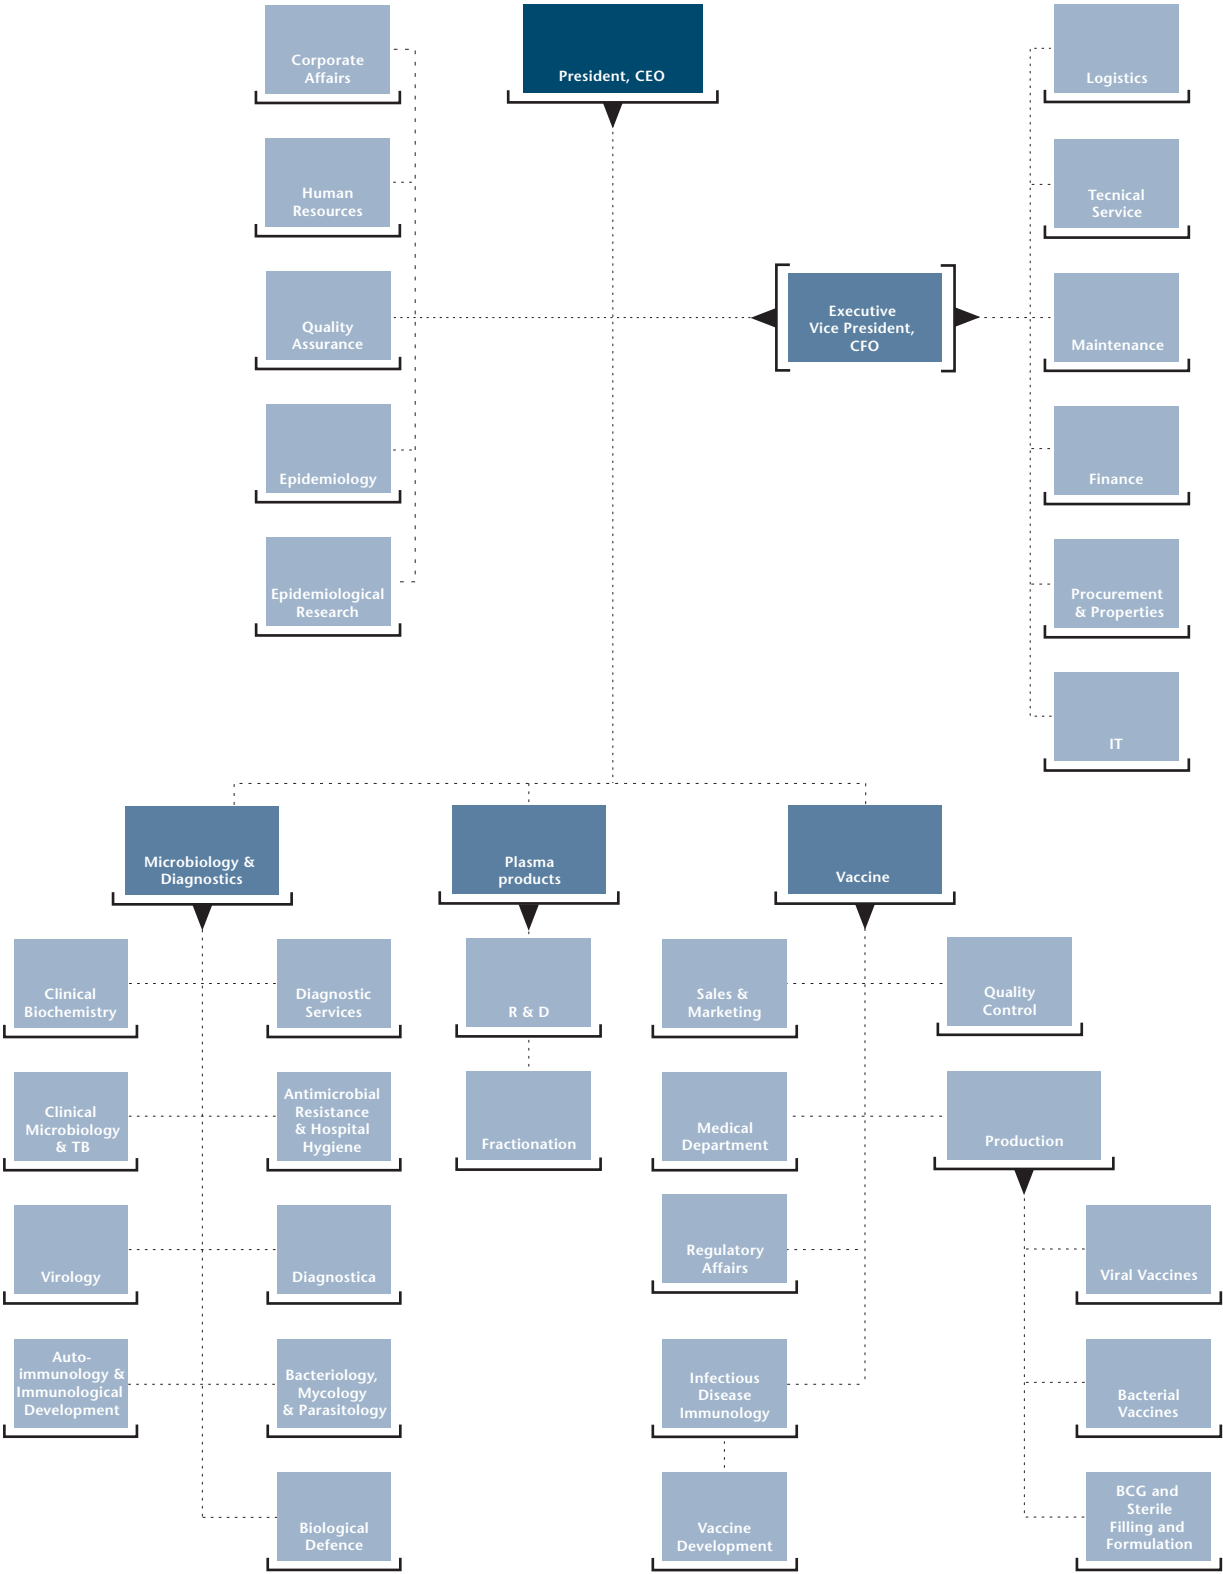 Corporate
Affairs
President, CEO
Logistics
Human
Resources
Tecnical
Service
Quality
Assurance
Executive
Vice President,
CFO
Maintenance
Epidemiology
Finance
Epidemiological
Research
Procurement
& Properties
IT
Microbiology &
Diagnostics
Plasma
products
Vaccine
Clinical
Biochemistry
Diagnostic
Services
R & D
Sales &
Marketing
Quality
Control
Clinical
Microbiology
& TB
Antimicrobial
Resistance
& Hospital
Hygiene
Fractionation
Medical
Department
Production
Virology
Diagnostica
Regulatory
Affairs
Viral Vaccines
Auto-
immunology &
Immunological
Development
Bacteriology,
Mycology
& Parasitology
Infectious
Disease
Immunology
Bacterial
Vaccines
Biological
Defence
Vaccine
Development
BCG and
Sterile
Filling and
Formulation